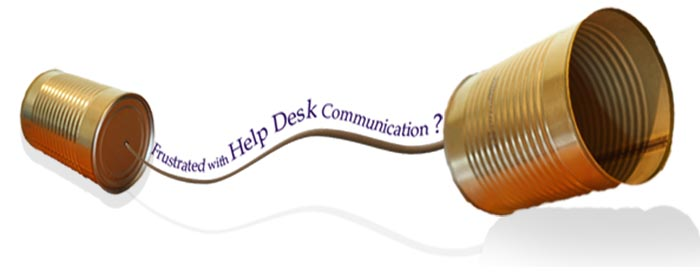 Frustrated with Help Desk Communication ?